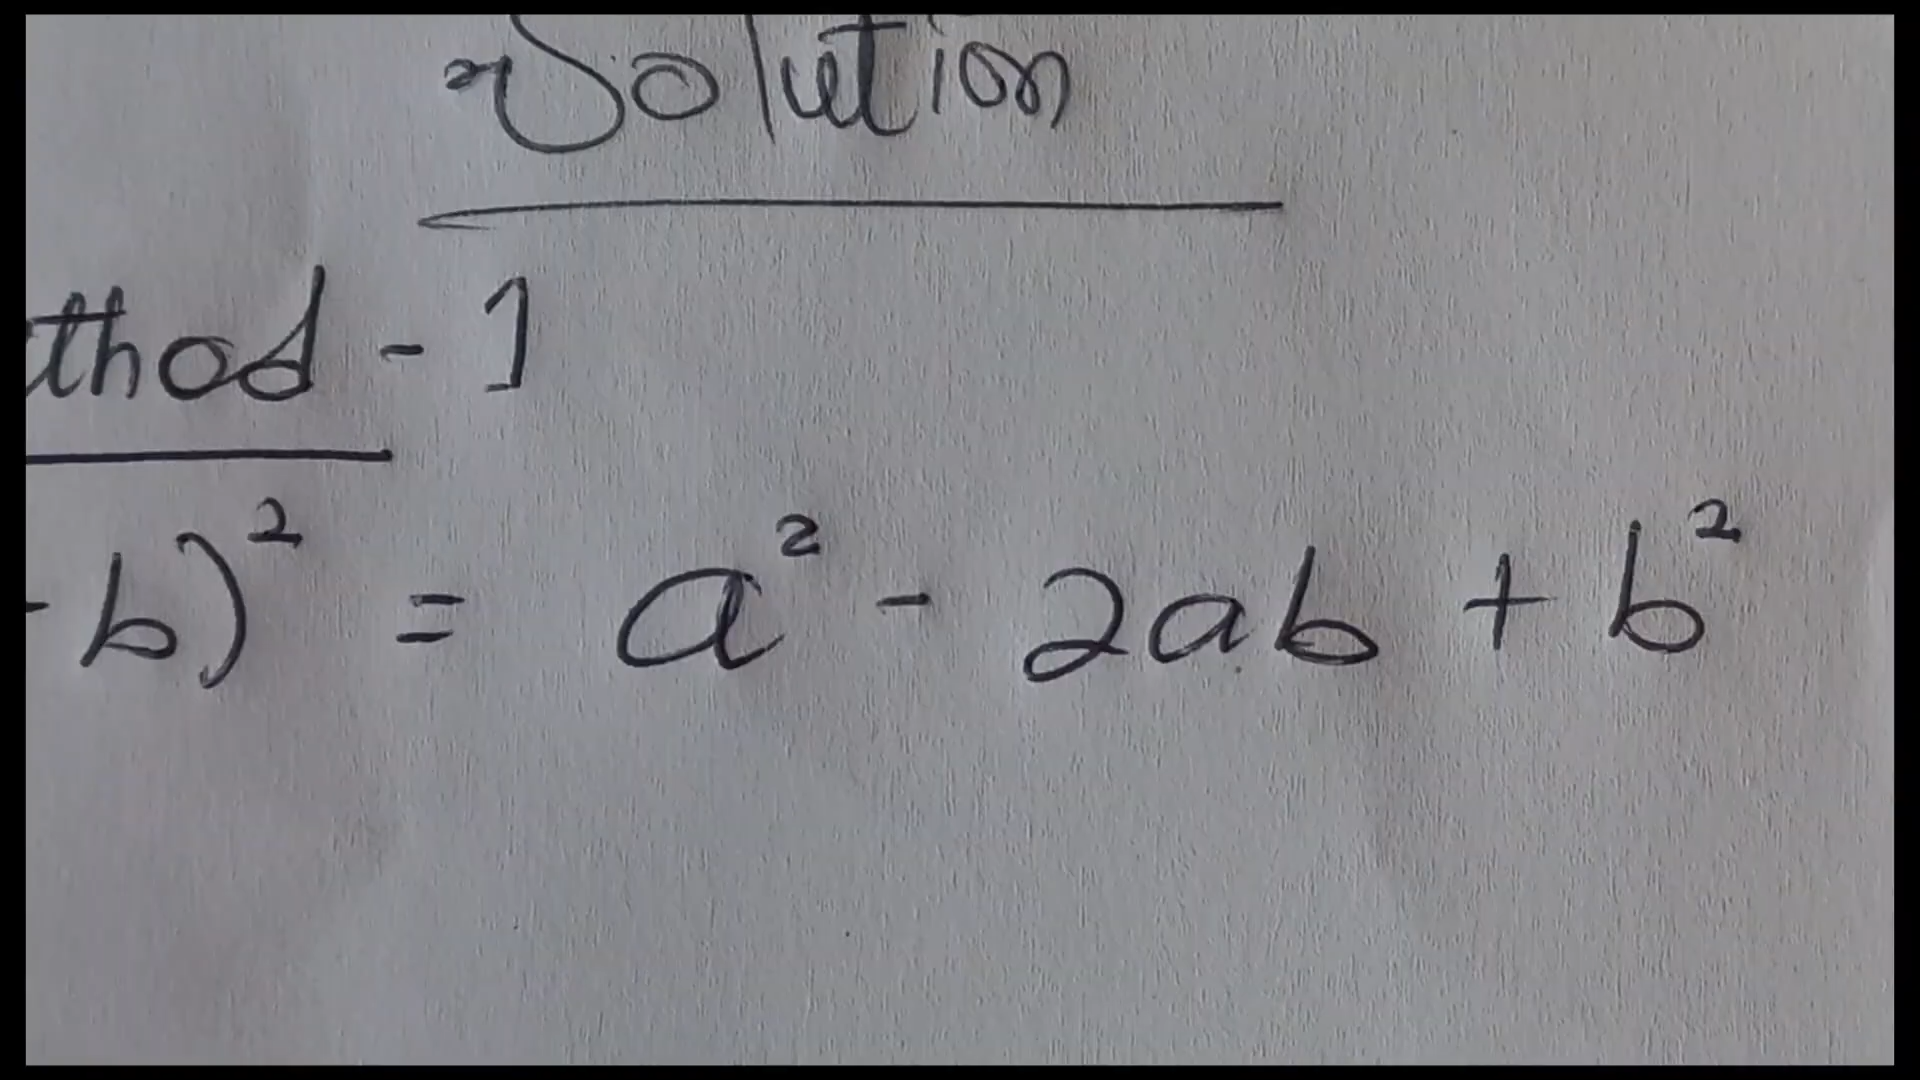 Solution
thod - 1
- b)² = a² - 2ab + b²